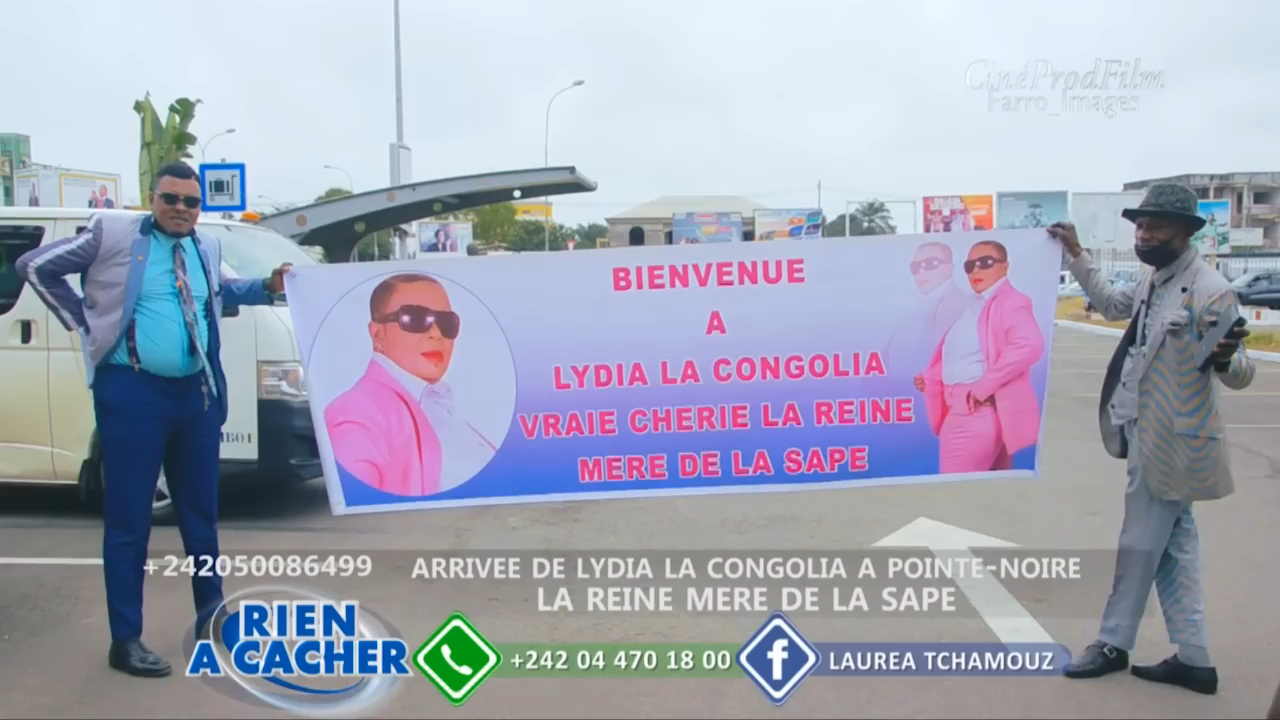 CinéProdFilm
Farro_Images
BIENVENUE
A
LYDIA LA CONGOLIA
VRAIE CHERIE LA REINE
MERE DE LA SAPE
+242050086499
ARRIVEE DE LYDIA LA CONGOLIA A POINTE-NOIRE
LA REINE MERE DE LA SAPE
RIEN
A CACHER
+242 04 470 18 00
LAUREA TCHAMOUZ